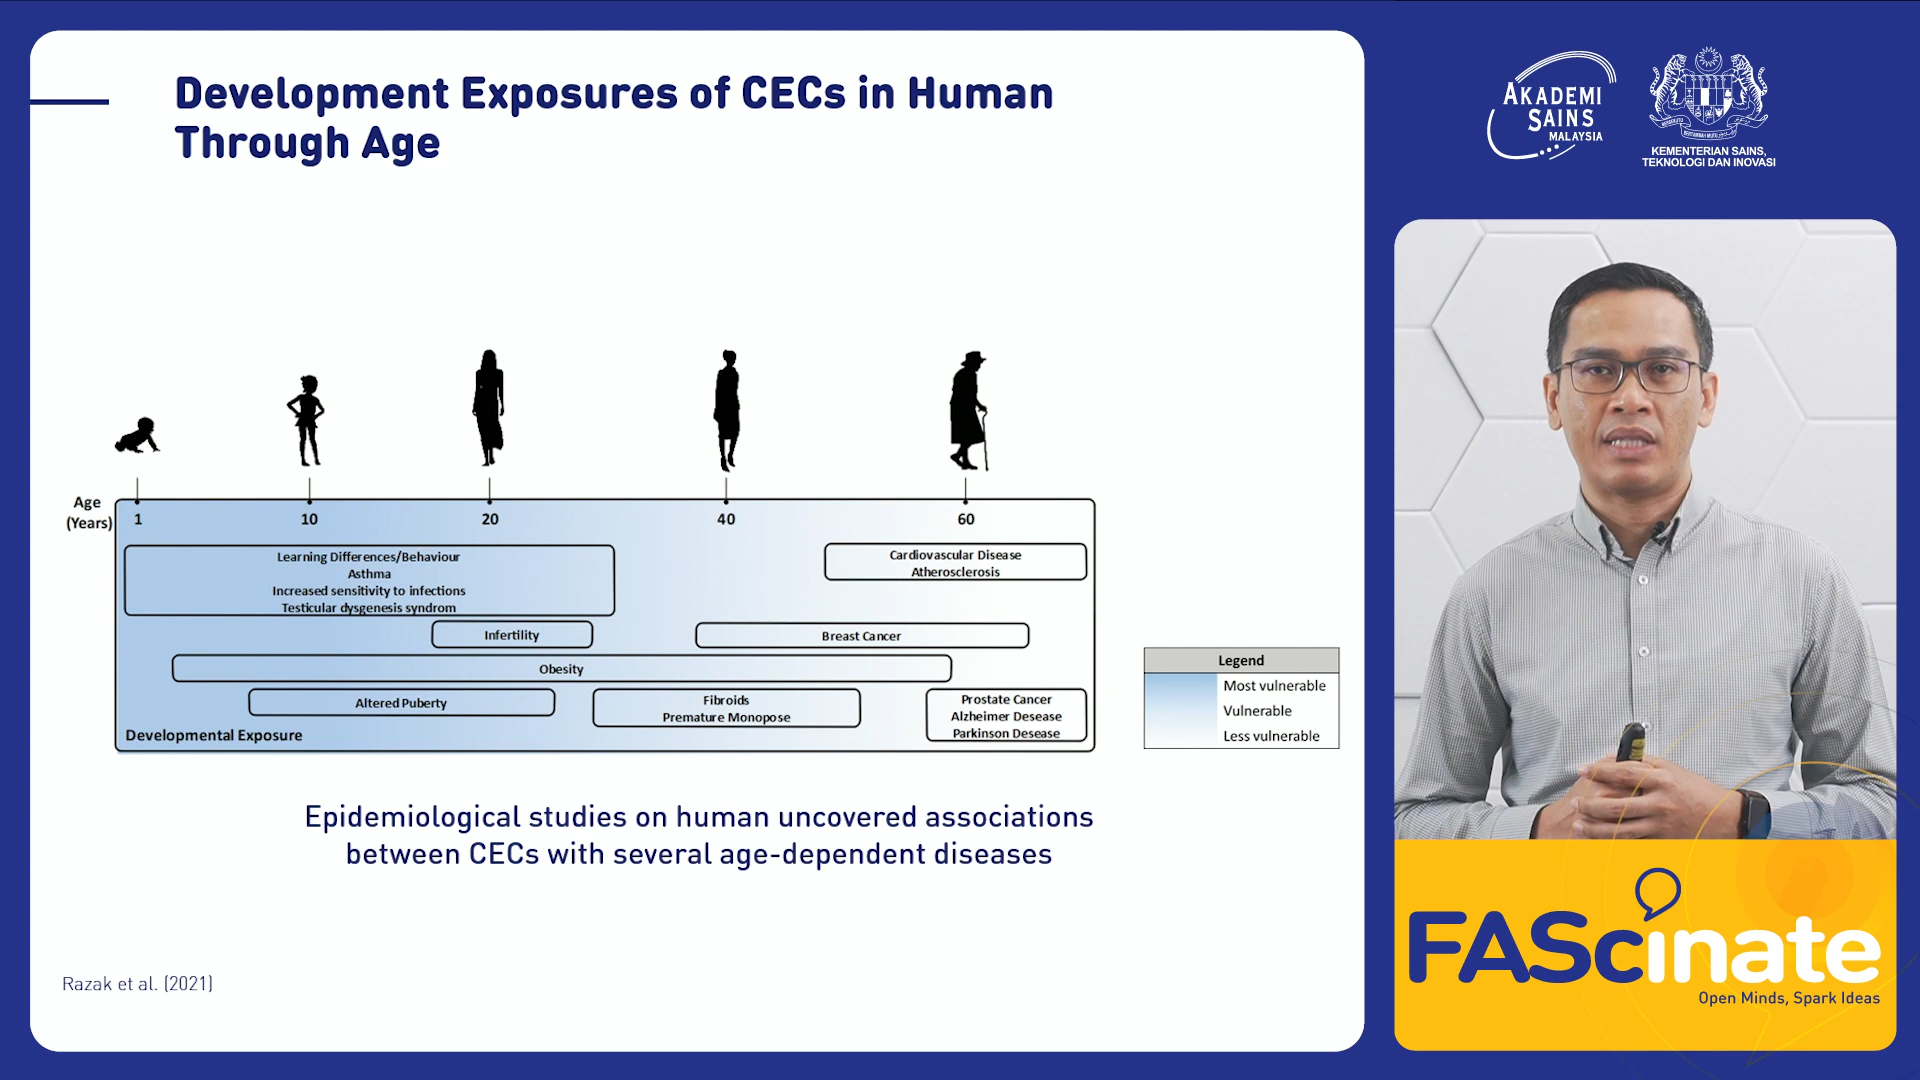 Development Exposures of CECs in Human
Through Age
AKADEMI
SAINS
MALAYSIA
KEMENTERIAN SAINS,
TEKNOLOGI DAN INOVASI
Age
(Years)
1
10
20
40
60
Learning Differences/Behaviour
Asthma
Increased sensitivity to infections
Testicular dysgenesis syndrom
Cardiovascular Disease
Atherosclerosis
Infertility
Breast Cancer
Obesity
Altered Puberty
Fibroids
Premature Monopose
Prostate Cancer
Alzheimer Desease
Parkinson Desease
Developmental Exposure
Legend
Most vulnerable
Vulnerable
Less vulnerable
Epidemiological studies on human uncovered associations
between CECs with several age-dependent diseases
Razak et al. (2021)
FAScinate
Open Minds, Spark Ideas